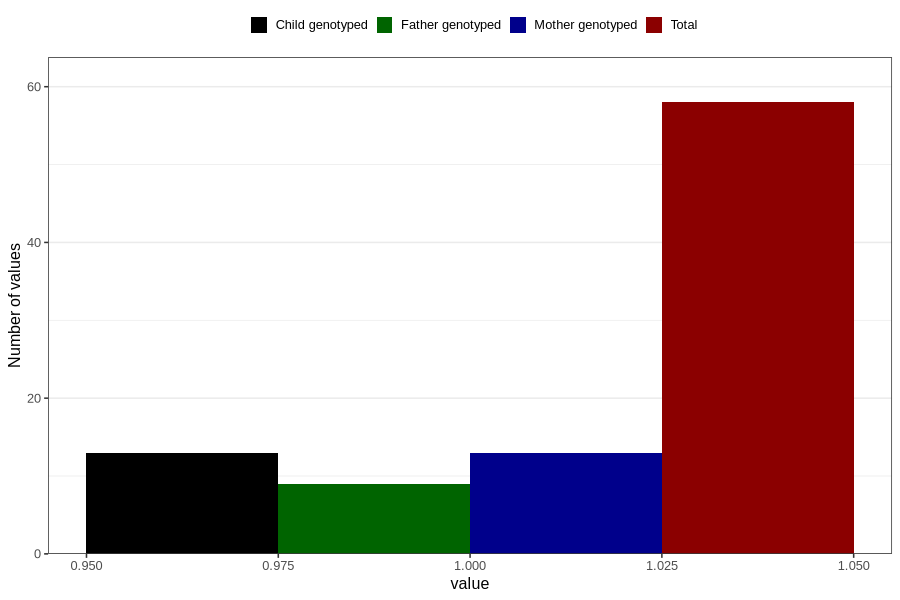 Child genotyped Father genotyped Mother genotyped Total
60
40
20
0
Number of values
0.950 0.975 1.000 1.025 1.050
value